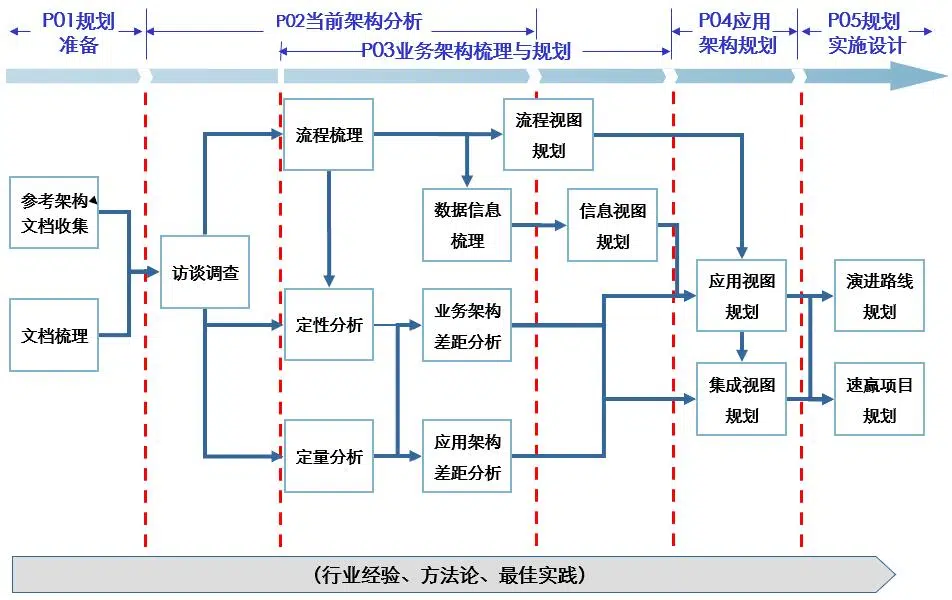 P01规划
准备
P02当前架构分析
P03业务架构梳理与规划
P04应用
架构规划
P05规划
实施设计
流程梳理
流程视图
规划
参考架构
文档收集
数据信息
梳理
信息视图
规划
访谈调查
应用视图
规划
演进路线
规划
文档梳理
定性分析
业务架构
差距分析
集成视图
规划
速赢项目
规划
定量分析
应用架构
差距分析
(行业经验、方法论、最佳实践)